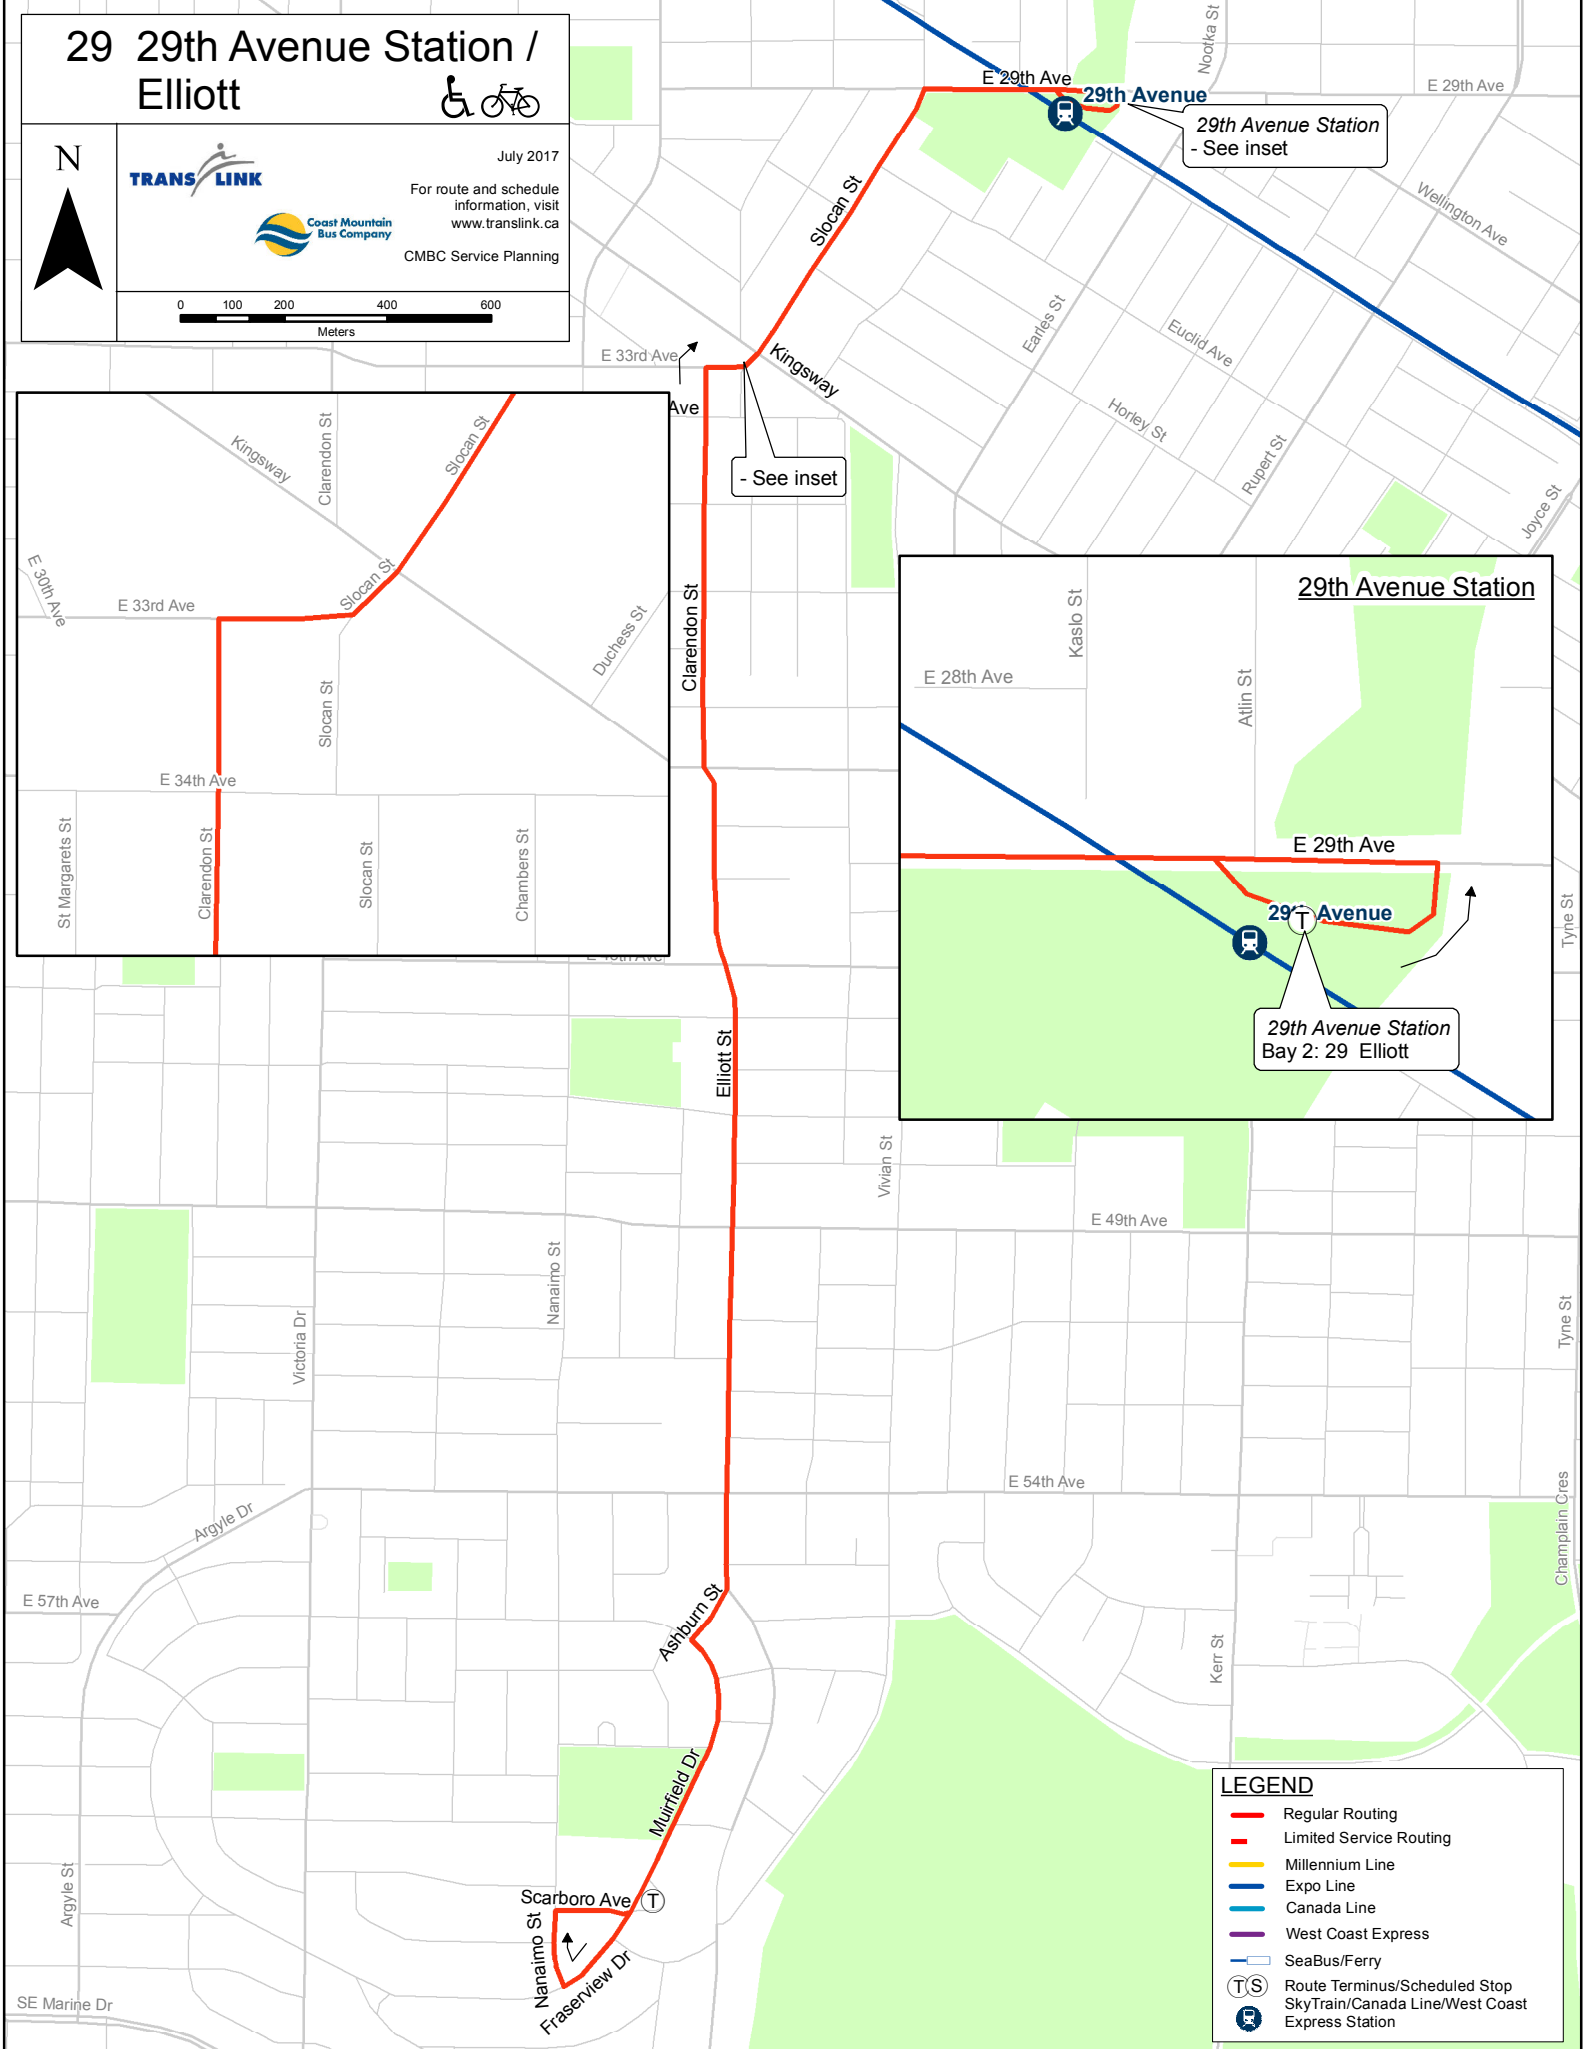 29 29th Avenue Station /
Elliott
N
TRANS LINK
July 2017
For route and schedule
information, visit
www.translink.ca
Coast Mountain
Bus Company
CMBC Service Planning
0 100 200 400 600
Meters
Nootka St
E 29th Ave
29th Avenue
E 29th Ave
29th Avenue Station
- See inset
Slocan St
Wellington Ave
Earles St
Euclid Ave
E 33rd Ave
Kingsway
Ave
Horley St
Rupert St
Joyce St
- See inset
Clarendon St
Kingsway
Clarendon St
Slocan St
E 30th Ave
E 33rd Ave
Slocan St
Duchess St
Slocan St
E 34th Ave
St Margarets St
Clarendon St
Slocan St
Chambers St
29th Avenue Station
Kaslo St
E 28th Ave
Atlin St
E 29th Ave
29th Avenue
T
29th Avenue Station
Bay 2: 29 Elliott
Tyne St
Elliott St
Vivian St
E 49th Ave
Nanaimo St
Victoria Dr
Tyne St
E 54th Ave
Argyle Dr
Champlain Cres
E 57th Ave
Ashburn St
Kerr St
Muirfield Dr
Argyle St
Scarboro Ave
T
Nanaimo St
Fraserview Dr
SE Marine Dr
LEGEND
Regular Routing
Limited Service Routing
Millennium Line
Expo Line
Canada Line
West Coast Express
SeaBus/Ferry
T S Route Terminus/Scheduled Stop
SkyTrain/Canada Line/West Coast
Express Station